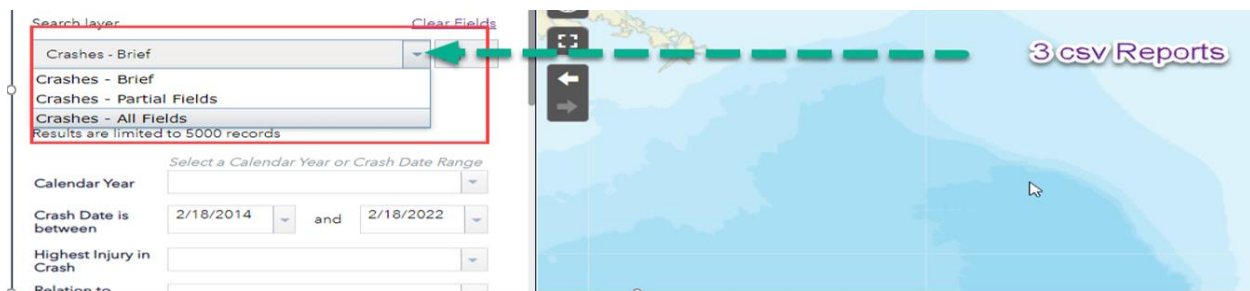 Search layer
Clear Fields
Crashes - Brief
Crashes - Brief
Crashes - Partial Fields
Crashes - All Fields
Results are limited to 5000 records
Select a Calendar Year or Crash Date Range
Calendar Year
Crash Date is between
2/18/2014
and
2/18/2022
Highest Injury in Crash
Relation to
3 csv Reports